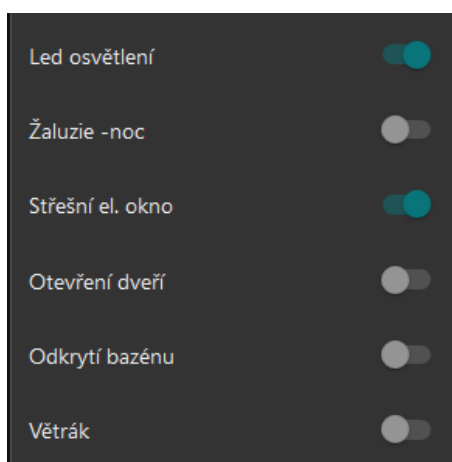 Led osvětlení
Žaluzie -noc
Střešní el. okno
Otevření dveří
Odkrytí bazénu
Větrák